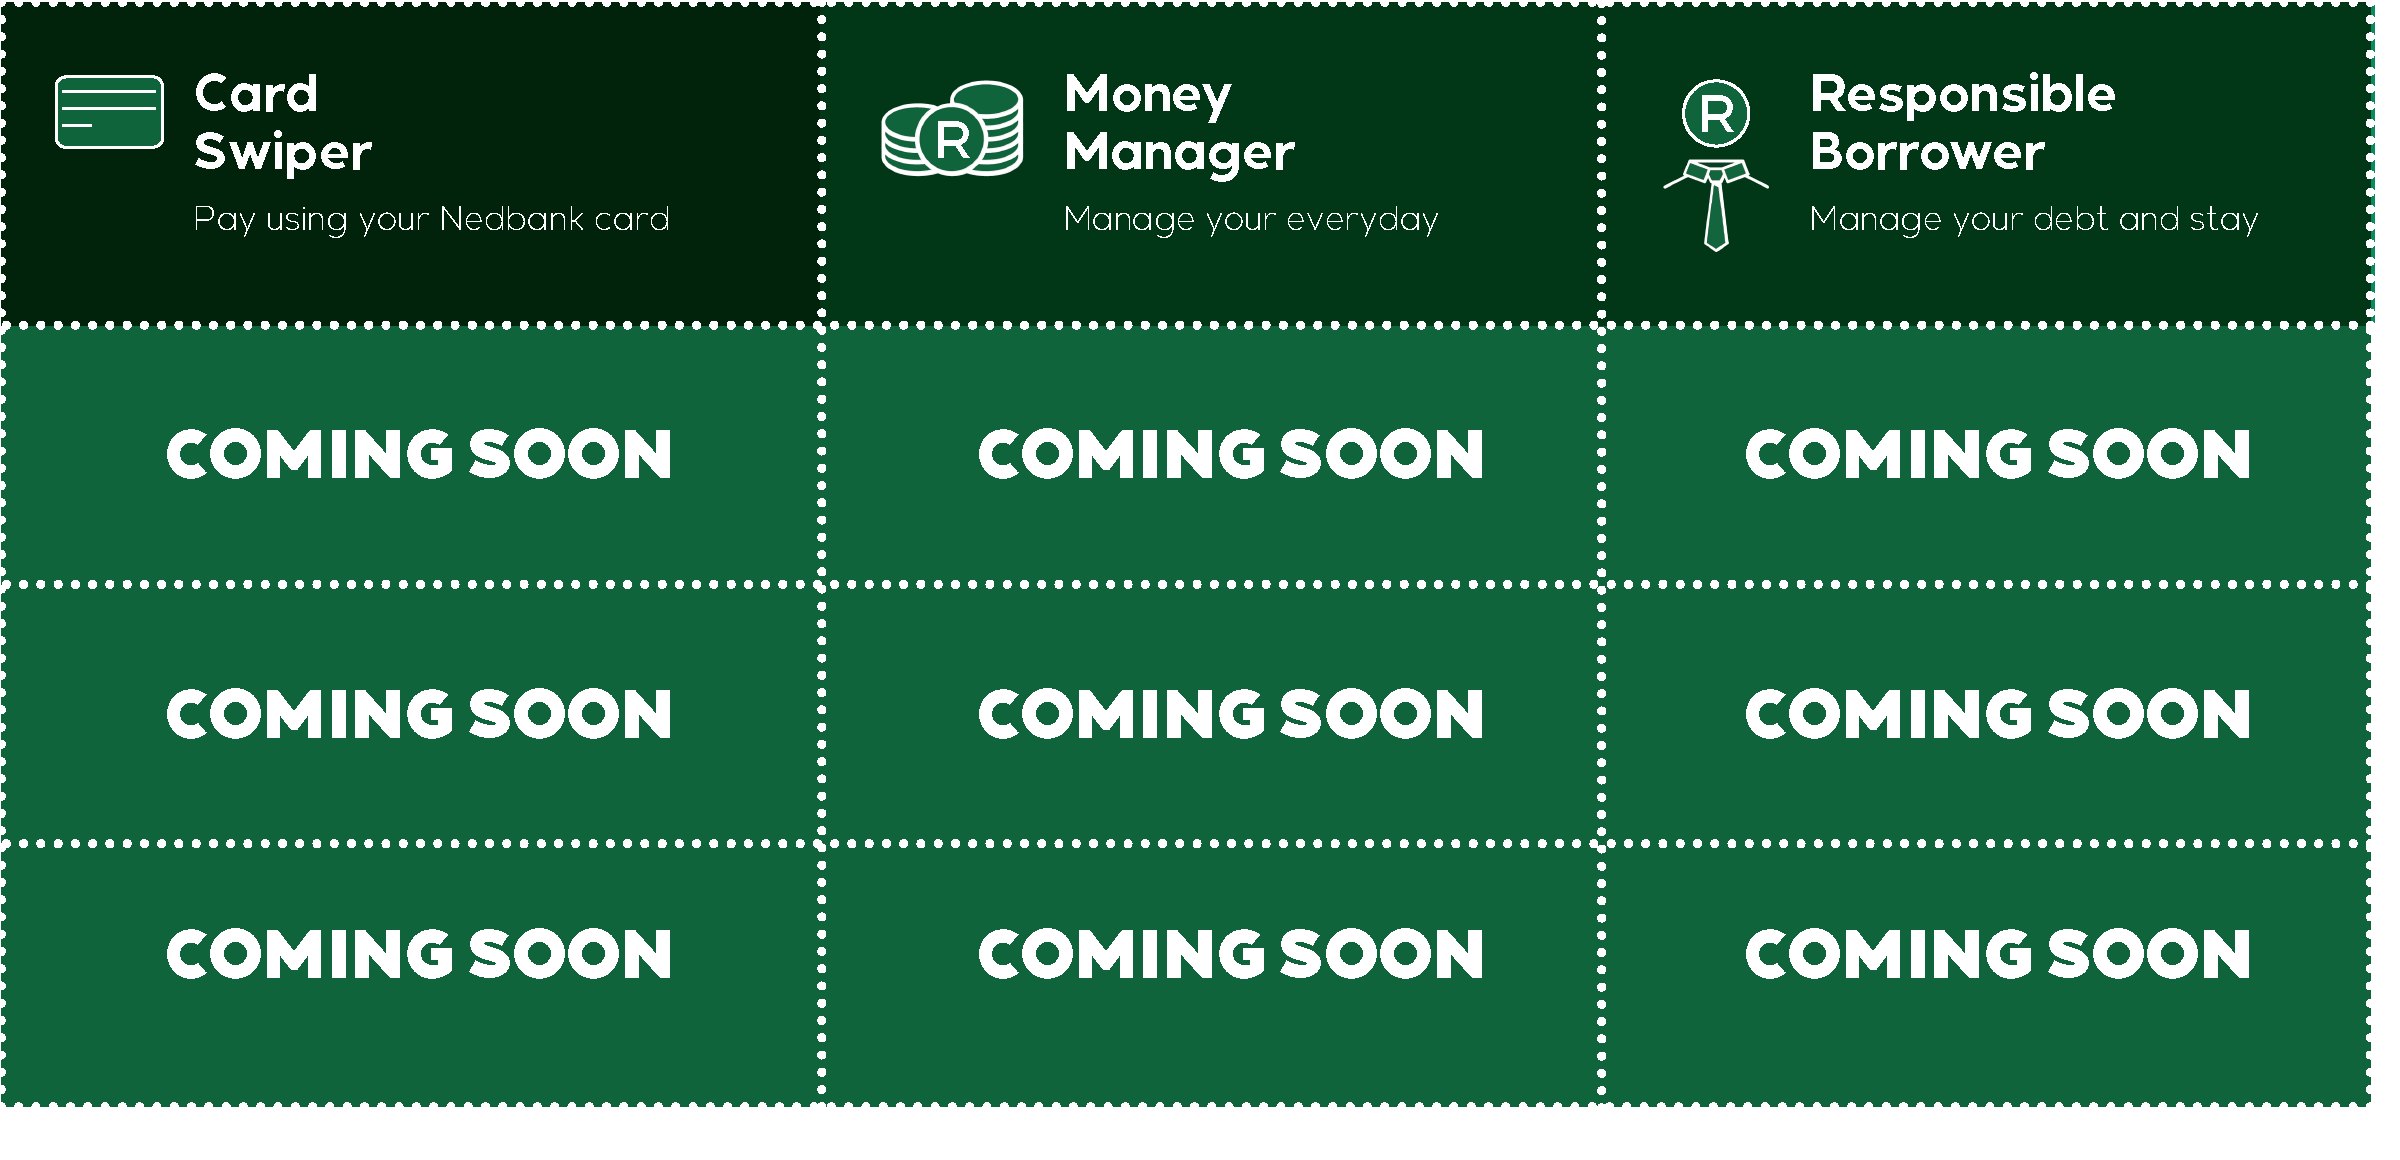 Card
Swiper
Pay using your Nedbank card
R
Money
Manager
Manage your everyday
R
Responsible
Borrower
Manage your debt and stay
COMING SOON
COMING SOON
COMING SOON
COMING SOON
COMING SOON
COMING SOON
COMING SOON
COMING SOON
COMING SOON